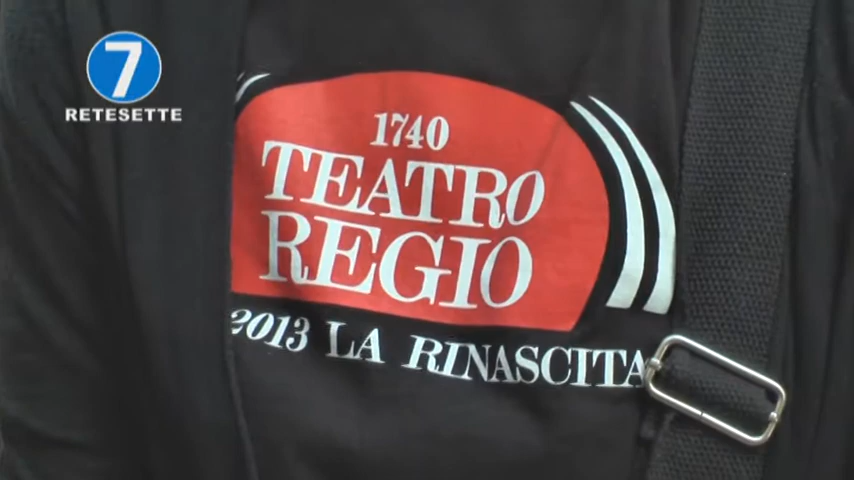 7
RETESETTE
1740
TEATRO
REGIO
2013 LA RINASCITA